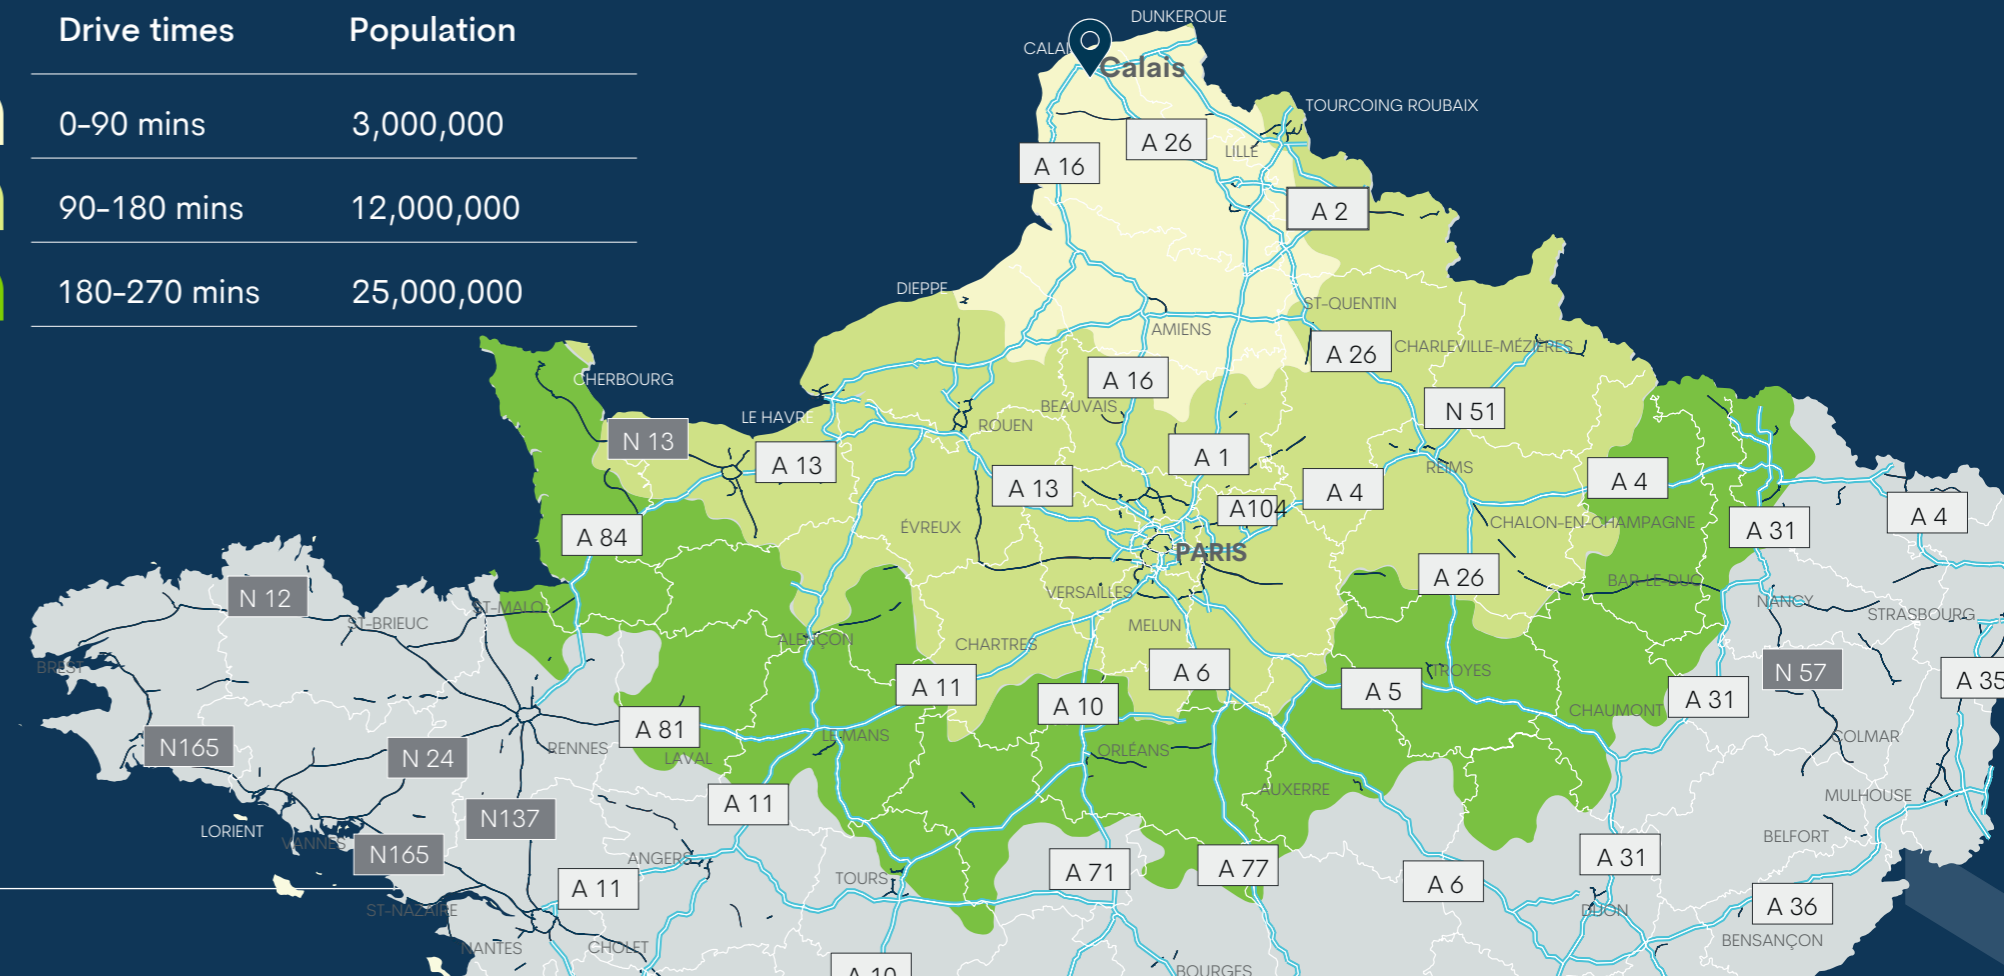 Drive times Population
0-90 mins 3,000,000
90-180 mins 12,000,000
180-270 mins 25,000,000
DUNKERQUE
Calais
TOURCOING ROUBAIX
A 26
LILLE
A 16
A 2
DIEPPE
ST-QUENTIN
AMIENS
A 26
CHARLEVILLE-MÉZIÈRES
CHERBOURG
A 16
BEAUVAIS
N 51
LE HAVRE
ROUEN
N 13
A 13
A 1
REIMS
A 13
A 4
A 4
A104
ÉVREUX
CHALON-EN-CHAMPAGNE
A 31
A 4
A 84
PARIS
A 26
BAR-LE-DUC
N 12
VERSAILLES
NANCY
ST-MALO
STRASBOURG
ST-BRIEUC
MELUN
ALENÇON
CHARTRES
BREST
A 11
A 6
A 5
TROYES
N 57
A 35
A 31
A 10
CHAUMONT
A 81
LE-MANS
COLMAR
N165
RENNES
ORLÉANS
N 24
LAVAL
AUXERRE
MULHOUSE
A 11
N137
LORIENT
BELFORT
VANNES
N165
ANGERS
A 31
A 71
A 77
TOURS
A 6
A 11
ST-NAZAIRE
DIJON
A 36
BENSANÇON
NANTES
CHOLET
A 10
BOURGES